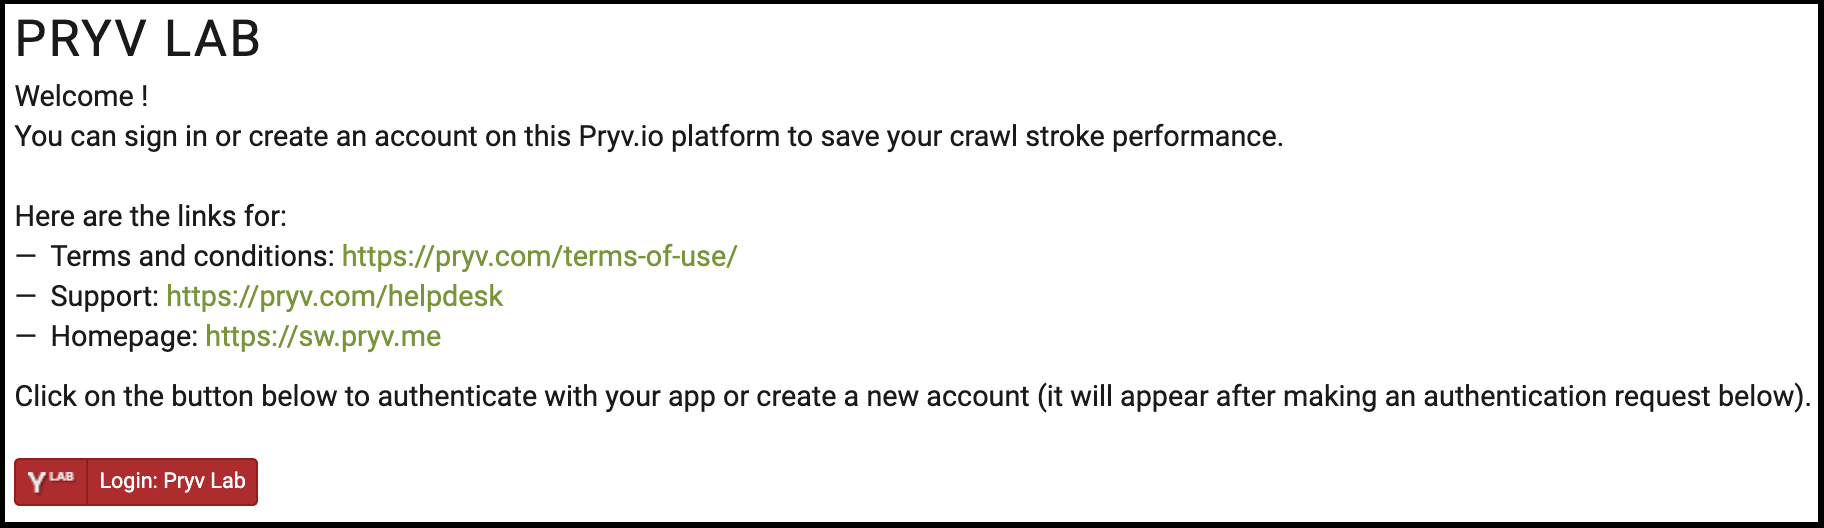 PRYV LAB
Welcome !
You can sign in or create an account on this Pryv.io platform to save your crawl stroke performance.
Here are the links for:
— Terms and conditions: https://pryv.com/terms-of-use/
— Support: https://pryv.com/helpdesk
— Homepage: https://sw.pryv.me
Click on the button below to authenticate with your app or create a new account (it will appear after making an authentication request below).
Y LAB Login: Pryv Lab